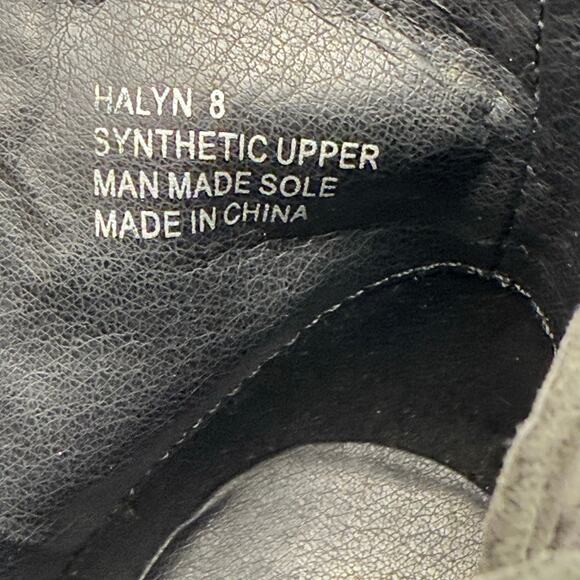 HALYN 8
SYNTHETIC UPPER
MAN MADE SOLE
MADE IN CHINA